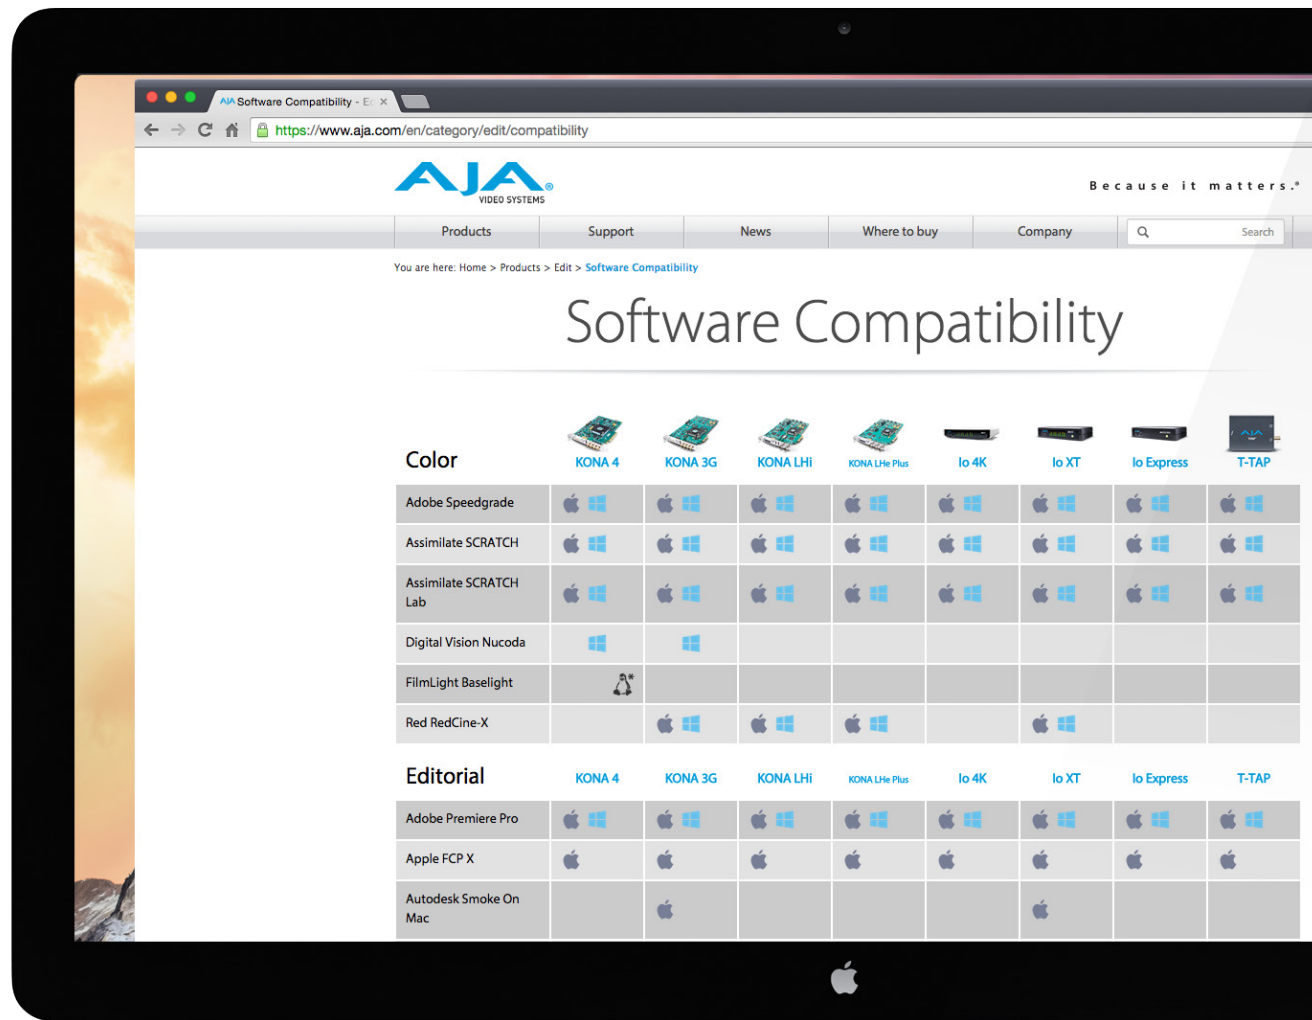 AJA Software Compatibility - Ec
https://www.aja.com/en/category/edit/compatibility
AJA®
VIDEO SYSTEMS
Because it matters.®
Products Support News Where to buy Company Search
You are here: Home > Products > Edit > Software Compatibility
Software Compatibility
AJA
Color KONA 4 KONA 3G KONA LHi KONA LHe Plus Io 4K Io XT Io Express T-TAP
Adobe Speedgrade
Assimilate SCRATCH
Assimilate SCRATCH
Lab
Digital Vision Nucoda
FilmLight Baselight *
Red RedCine-X
Editorial KONA 4 KONA 3G KONA LHi KONA LHe Plus Io 4K Io XT Io Express T-TAP
Adobe Premiere Pro
Apple FCP X
Autodesk Smoke On
Mac